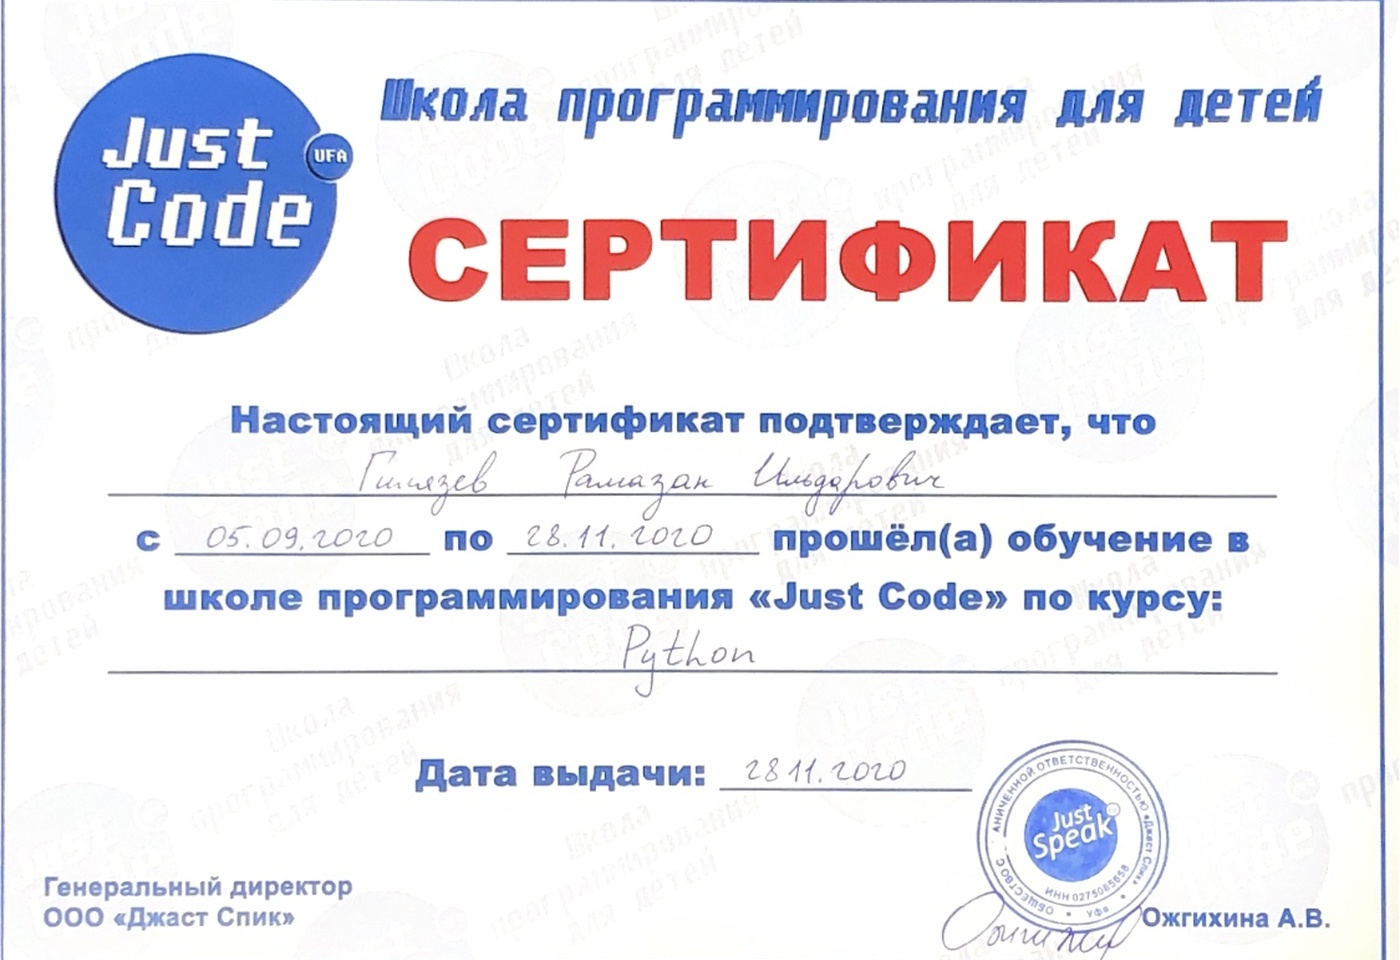 Школа программирования для детей
Just
Code
UFA
СЕРТИФИКАТ
Настоящий сертификат подтверждает, что
Гилязев Рамазан Ильдарович
с 05.09.2020 по 28.11.2020 прошёл(а) обучение в
школе программирования «Just Code» по курсу:
Python
Дата выдачи: 28 11.2020
АНИЧЕННОЙ ОТВЕТСТВЕННОСТЬЮ «Джаст Спик»
ОБЩЕСТВО С
Just
Speak
ИНН 0275085658
Уфа
Генеральный директор
ООО «Джаст Спик»
Ожгихина А.В.